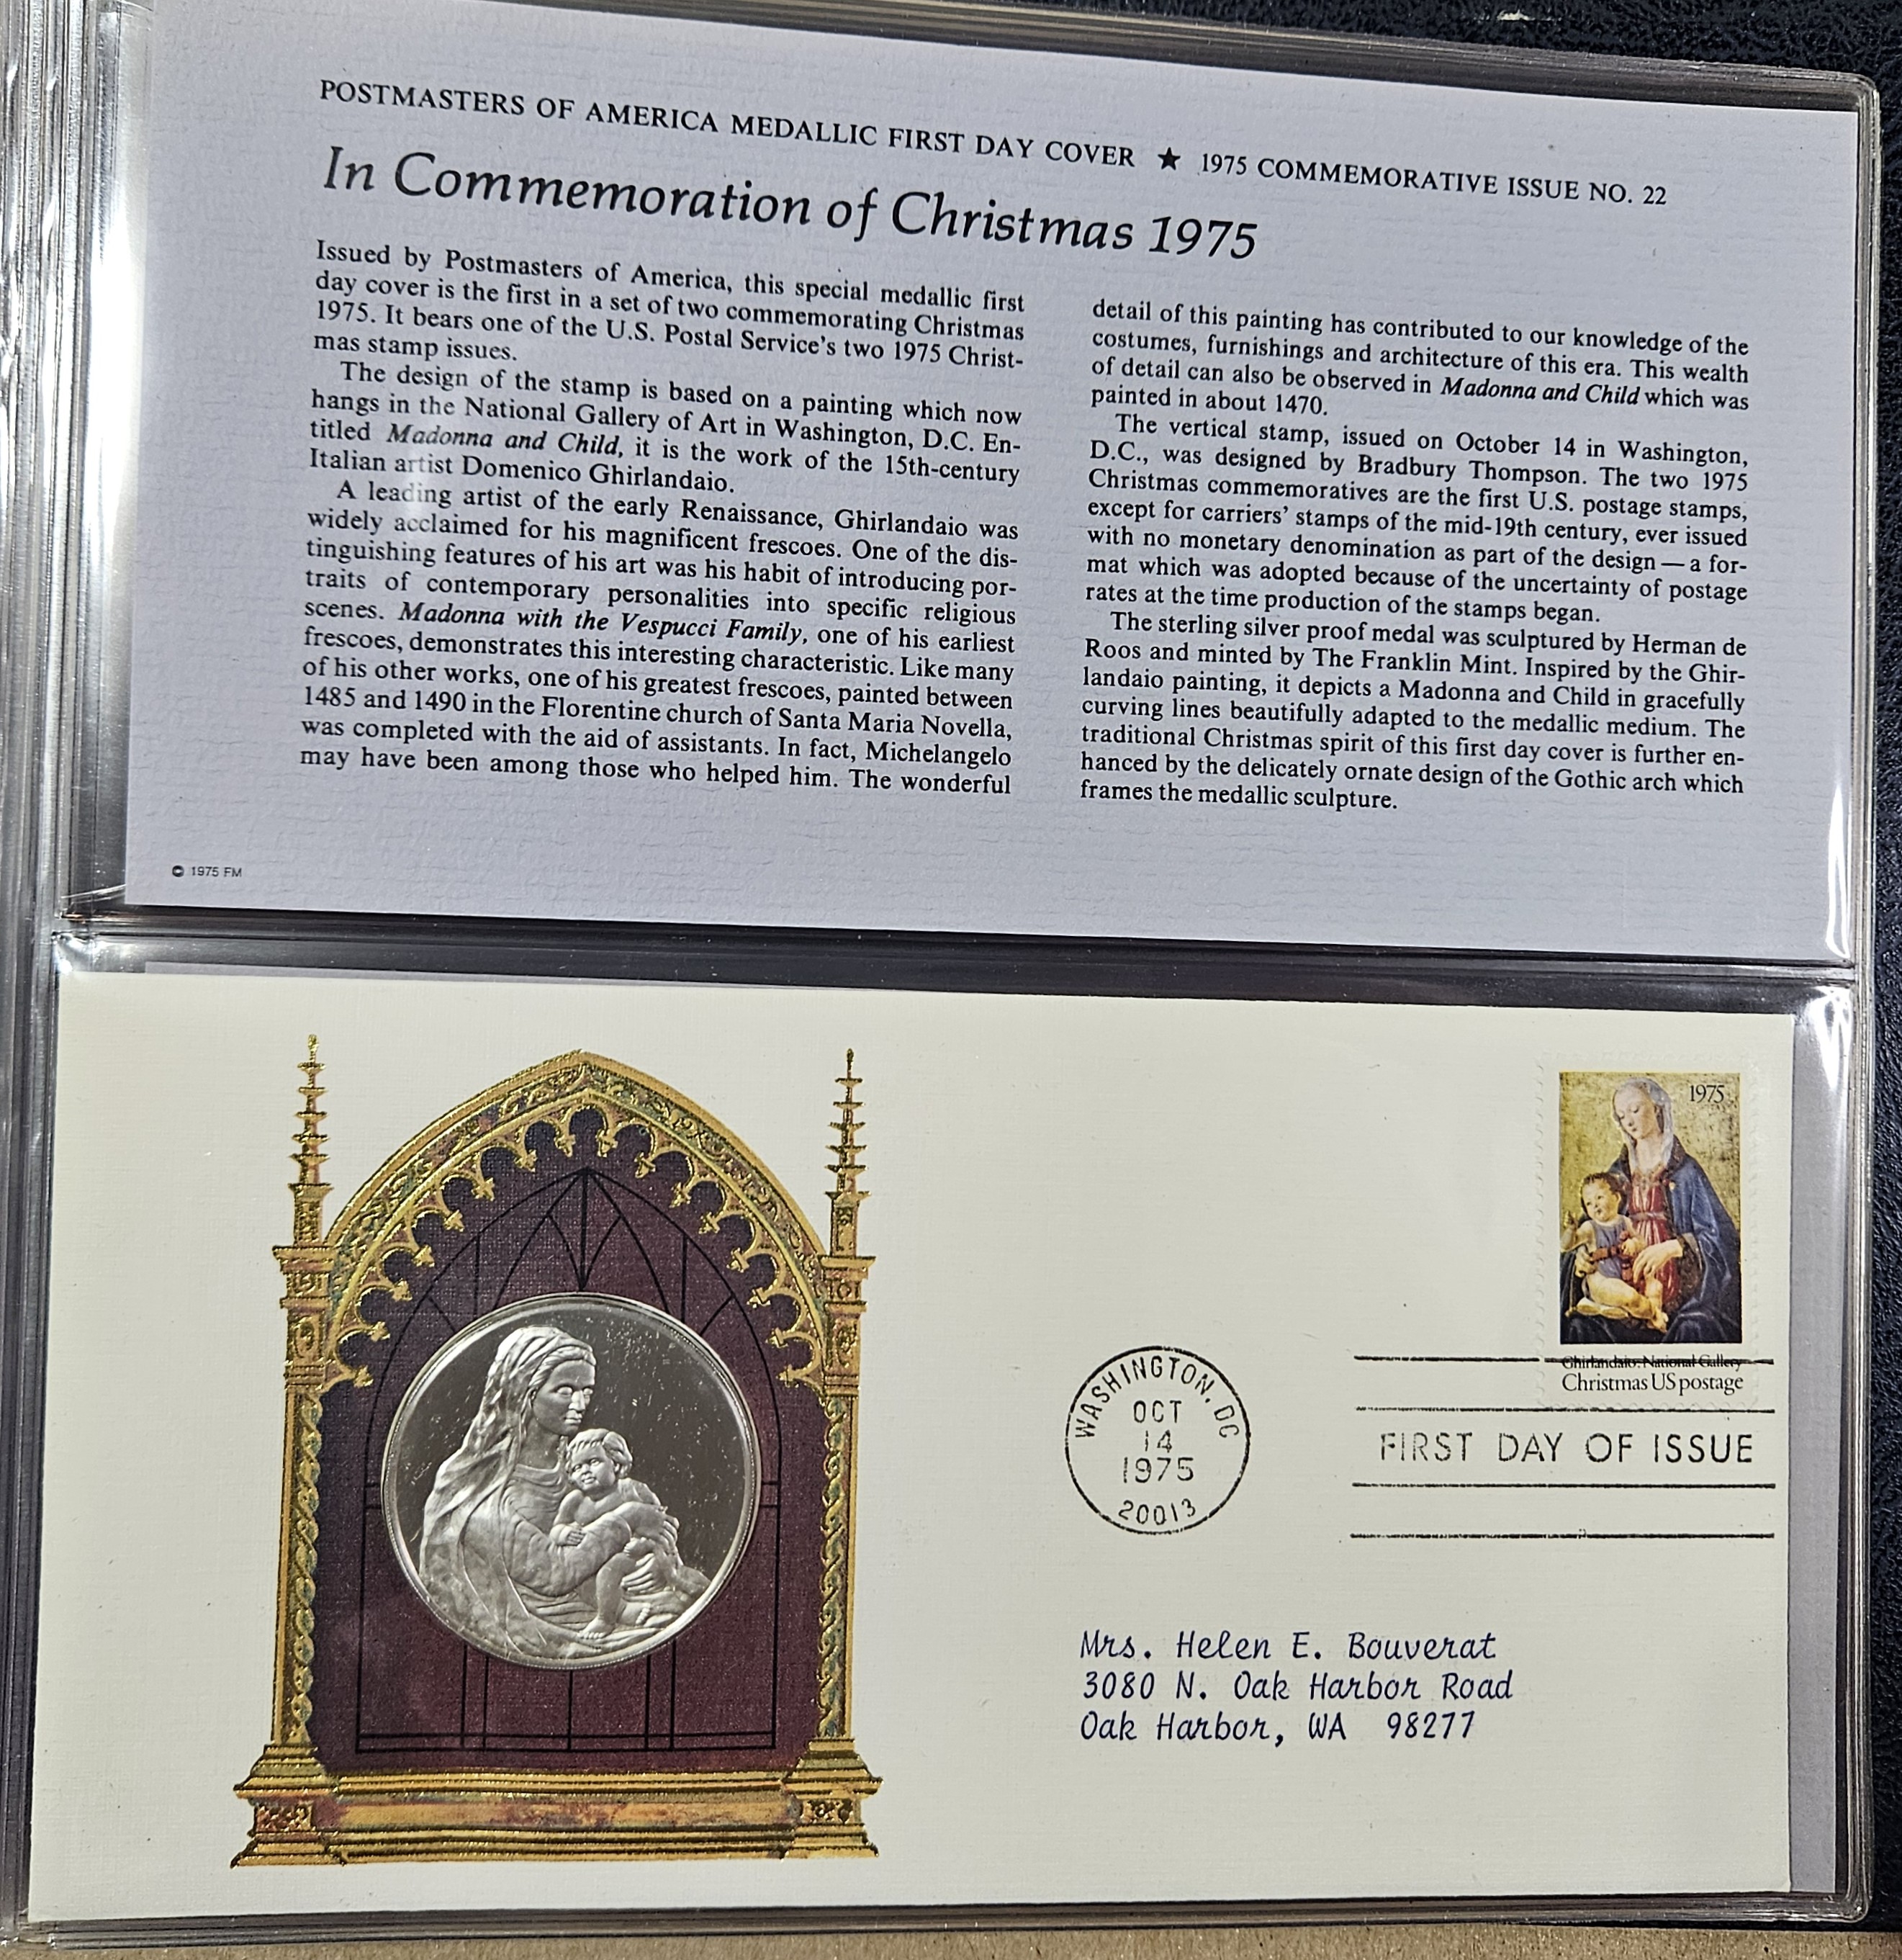 POSTMASTERS OF AMERICA MEDALLIC FIRST DAY COVER ★ 1975 COMMEMORATIVE ISSUE NO. 22
In Commemoration of Christmas 1975
Issued by Postmasters of America, this special medallic first
day cover is the first in a set of two commemorating Christmas
1975. It bears one of the U.S. Postal Service's two 1975 Christ-
mas stamp issues.
The design of the stamp is based on a painting which now
hangs in the National Gallery of Art in Washington, D.C. En-
titled Madonna and Child, it is the work of the 15th-century
Italian artist Domenico Ghirlandaio.
A leading artist of the early Renaissance, Ghirlandaio was
widely acclaimed for his magnificent frescoes. One of the dis-
tinguishing features of his art was his habit of introducing por-
traits of contemporary personalities into specific religious
scenes. Madonna with the Vespucci Family, one of his earliest
frescoes, demonstrates this interesting characteristic. Like many
of his other works, one of his greatest frescoes, painted between
1485 and 1490 in the Florentine church of Santa Maria Novella,
was completed with the aid of assistants. In fact, Michelangelo
may have been among those who helped him. The wonderful
detail of this painting has contributed to our knowledge of the
costumes, furnishings and architecture of this era. This wealth
of detail can also be observed in Madonna and Child which was
painted in about 1470.
The vertical stamp, issued on October 14 in Washington,
D.C., was designed by Bradbury Thompson. The two 1975
Christmas commemoratives are the first U.S. postage stamps,
except for carriers' stamps of the mid-19th century, ever issued
with no monetary denomination as part of the design — a for-
mat which was adopted because of the uncertainty of postage
rates at the time production of the stamps began.
The sterling silver proof medal was sculptured by Herman de
Roos and minted by The Franklin Mint. Inspired by the Ghir-
landaio painting, it depicts a Madonna and Child in gracefully
curving lines beautifully adapted to the medallic medium. The
traditional Christmas spirit of this first day cover is further en-
hanced by the delicately ornate design of the Gothic arch which
frames the medallic sculpture.
© 1975 FM
1975
Ghirlandaio: National Gallery
Christmas US postage
WASHINGTON, DC
OCT
14
1975
20013
FIRST DAY OF ISSUE
Mrs. Helen E. Bouverat
3080 N. Oak Harbor Road
Oak Harbor, WA 98277